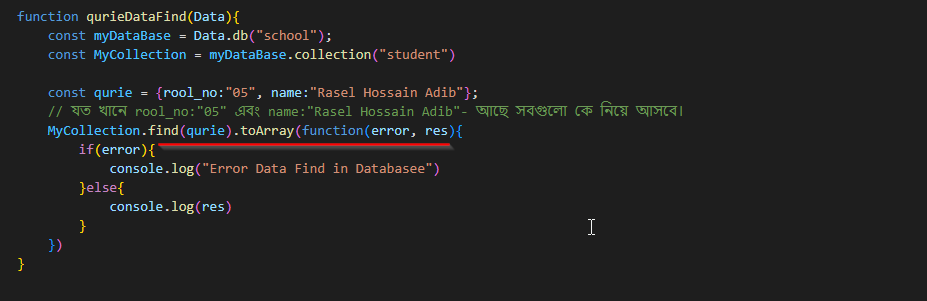 function qurieDataFind(Data){
const myDataBase = Data.db("school");
const MyCollection = myDataBase.collection("student")
const qurie = {rool_no:"05", name:"Rasel Hossain Adib"};
// যত খানে rool_no:"05" এবং name:"Rasel Hossain Adib"- আছে সবগুলো কে নিয়ে আসবে।
MyCollection.find(qurie).toArray(function(error, res){
if(error){
console.log("Error Data Find in Databasee")
}else{
console.log(res)
}
})
}